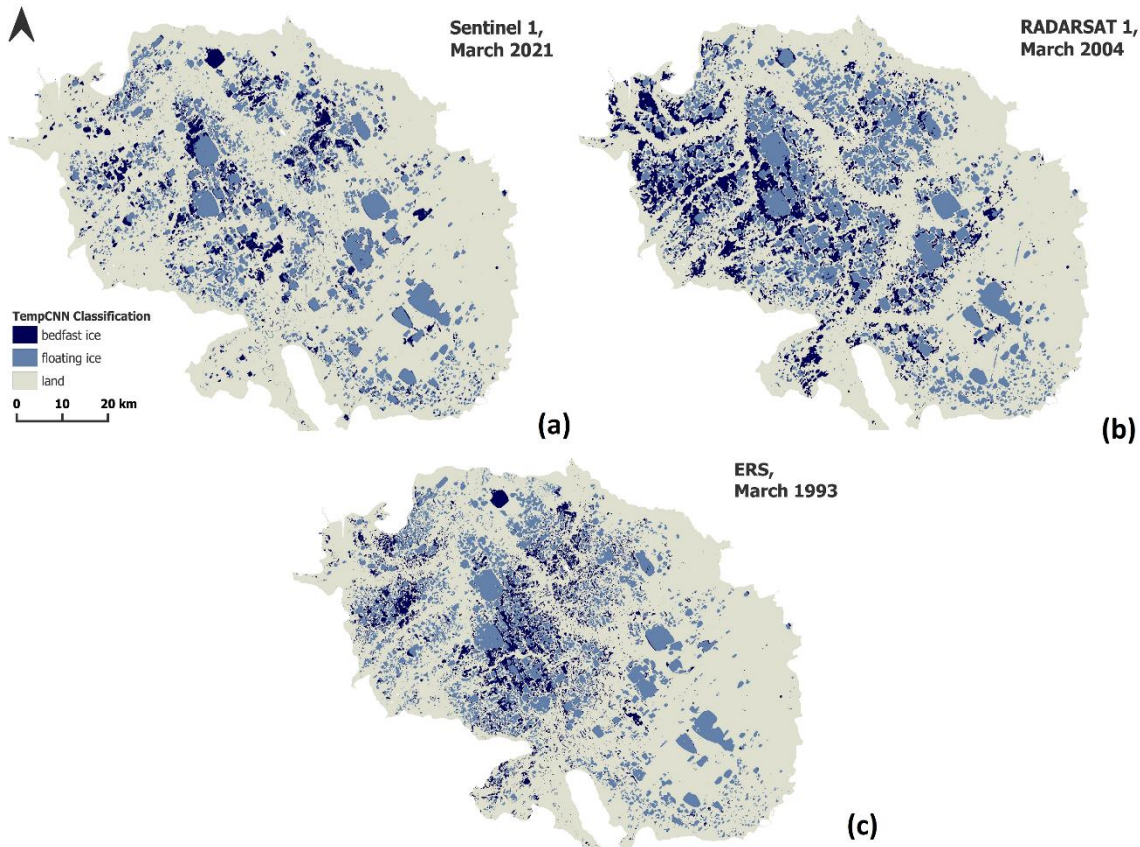 Sentinel 1,
March 2021
RADARSAT 1,
March 2004
TempCNN Classification
bedfast ice
floating ice
land
0 10 20 km
(a)
(b)
ERS,
March 1993
(c)